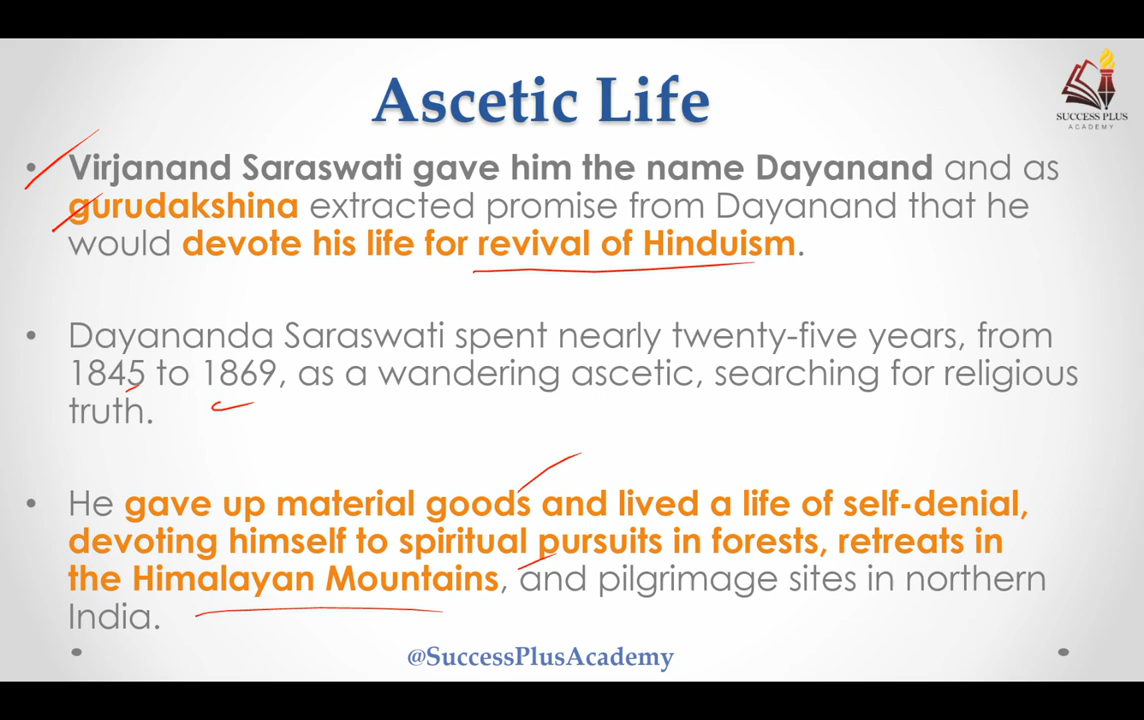 Ascetic Life
SUCCESS PLUS
ACADEMY
• Virjanand Saraswati gave him the name Dayanand and as
gurudakshina extracted promise from Dayanand that he
would devote his life for revival of Hinduism.
• Dayananda Saraswati spent nearly twenty-five years, from
1845 to 1869, as a wandering ascetic, searching for religious
truth.
• He gave up material goods and lived a life of self-denial,
devoting himself to spiritual pursuits in forests, retreats in
the Himalayan Mountains, and pilgrimage sites in northern
India.
@SuccessPlusAcademy